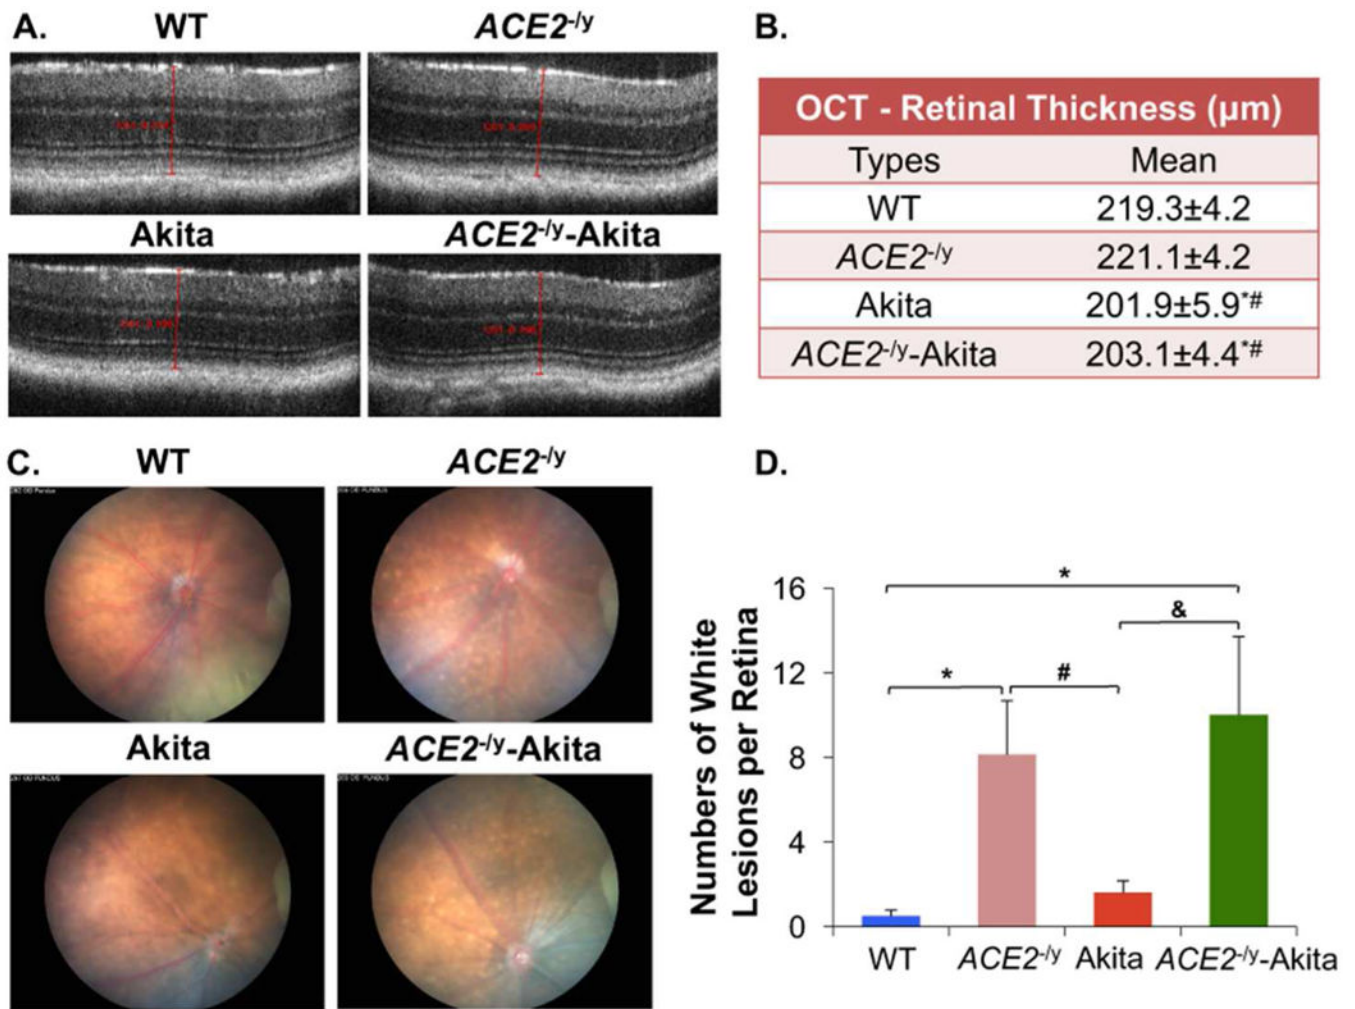 A.
WT
ACE2-/y
Akita
ACE2-/y-Akita
B.
OCT - Retinal Thickness (µm)
Types Mean
WT 219.3±4.2
ACE2-/y 221.1±4.2
Akita 201.9±5.9*#
ACE2-/y-Akita 203.1±4.4*#
C.
WT
ACE2-/y
Akita
ACE2-/y-Akita
D.
Numbers of White
Lesions per Retina
16
12
8
4
0
*
&
*
#
WT
ACE2-/y
Akita
ACE2-/y-Akita